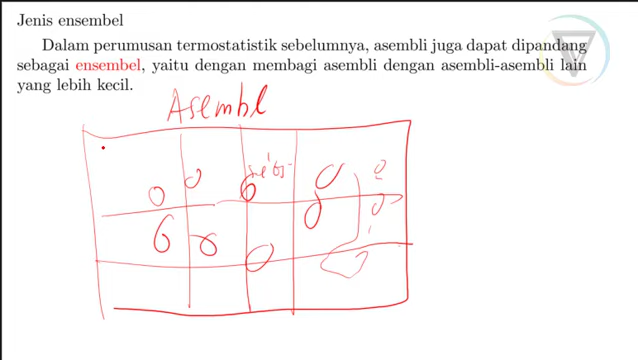 Jenis ensembel
Dalam perumusan termostatistik sebelumnya, asembli juga dapat dipandang
sebagai ensembel, yaitu dengan membagi asembli dengan asembli-asembli lain
yang lebih kecil.
Asembl